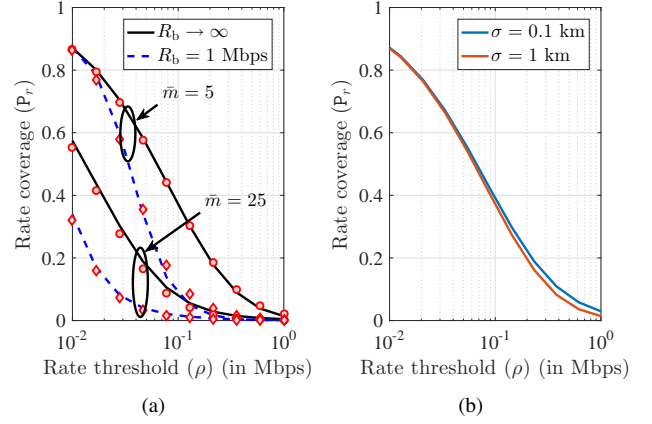 1
0.8
0.6
0.4
0.2
0
Rate coverage (P_r)
R_b → ∞
R_b = 1 Mbps
m̄ = 5
m̄ = 25
10^{-2}
10^{-1}
10^0
Rate threshold (ρ) (in Mbps)
(a)
1
0.8
0.6
0.4
0.2
0
Rate coverage (P_r)
σ = 0.1 km
σ = 1 km
10^{-2}
10^{-1}
10^0
Rate threshold (ρ) (in Mbps)
(b)